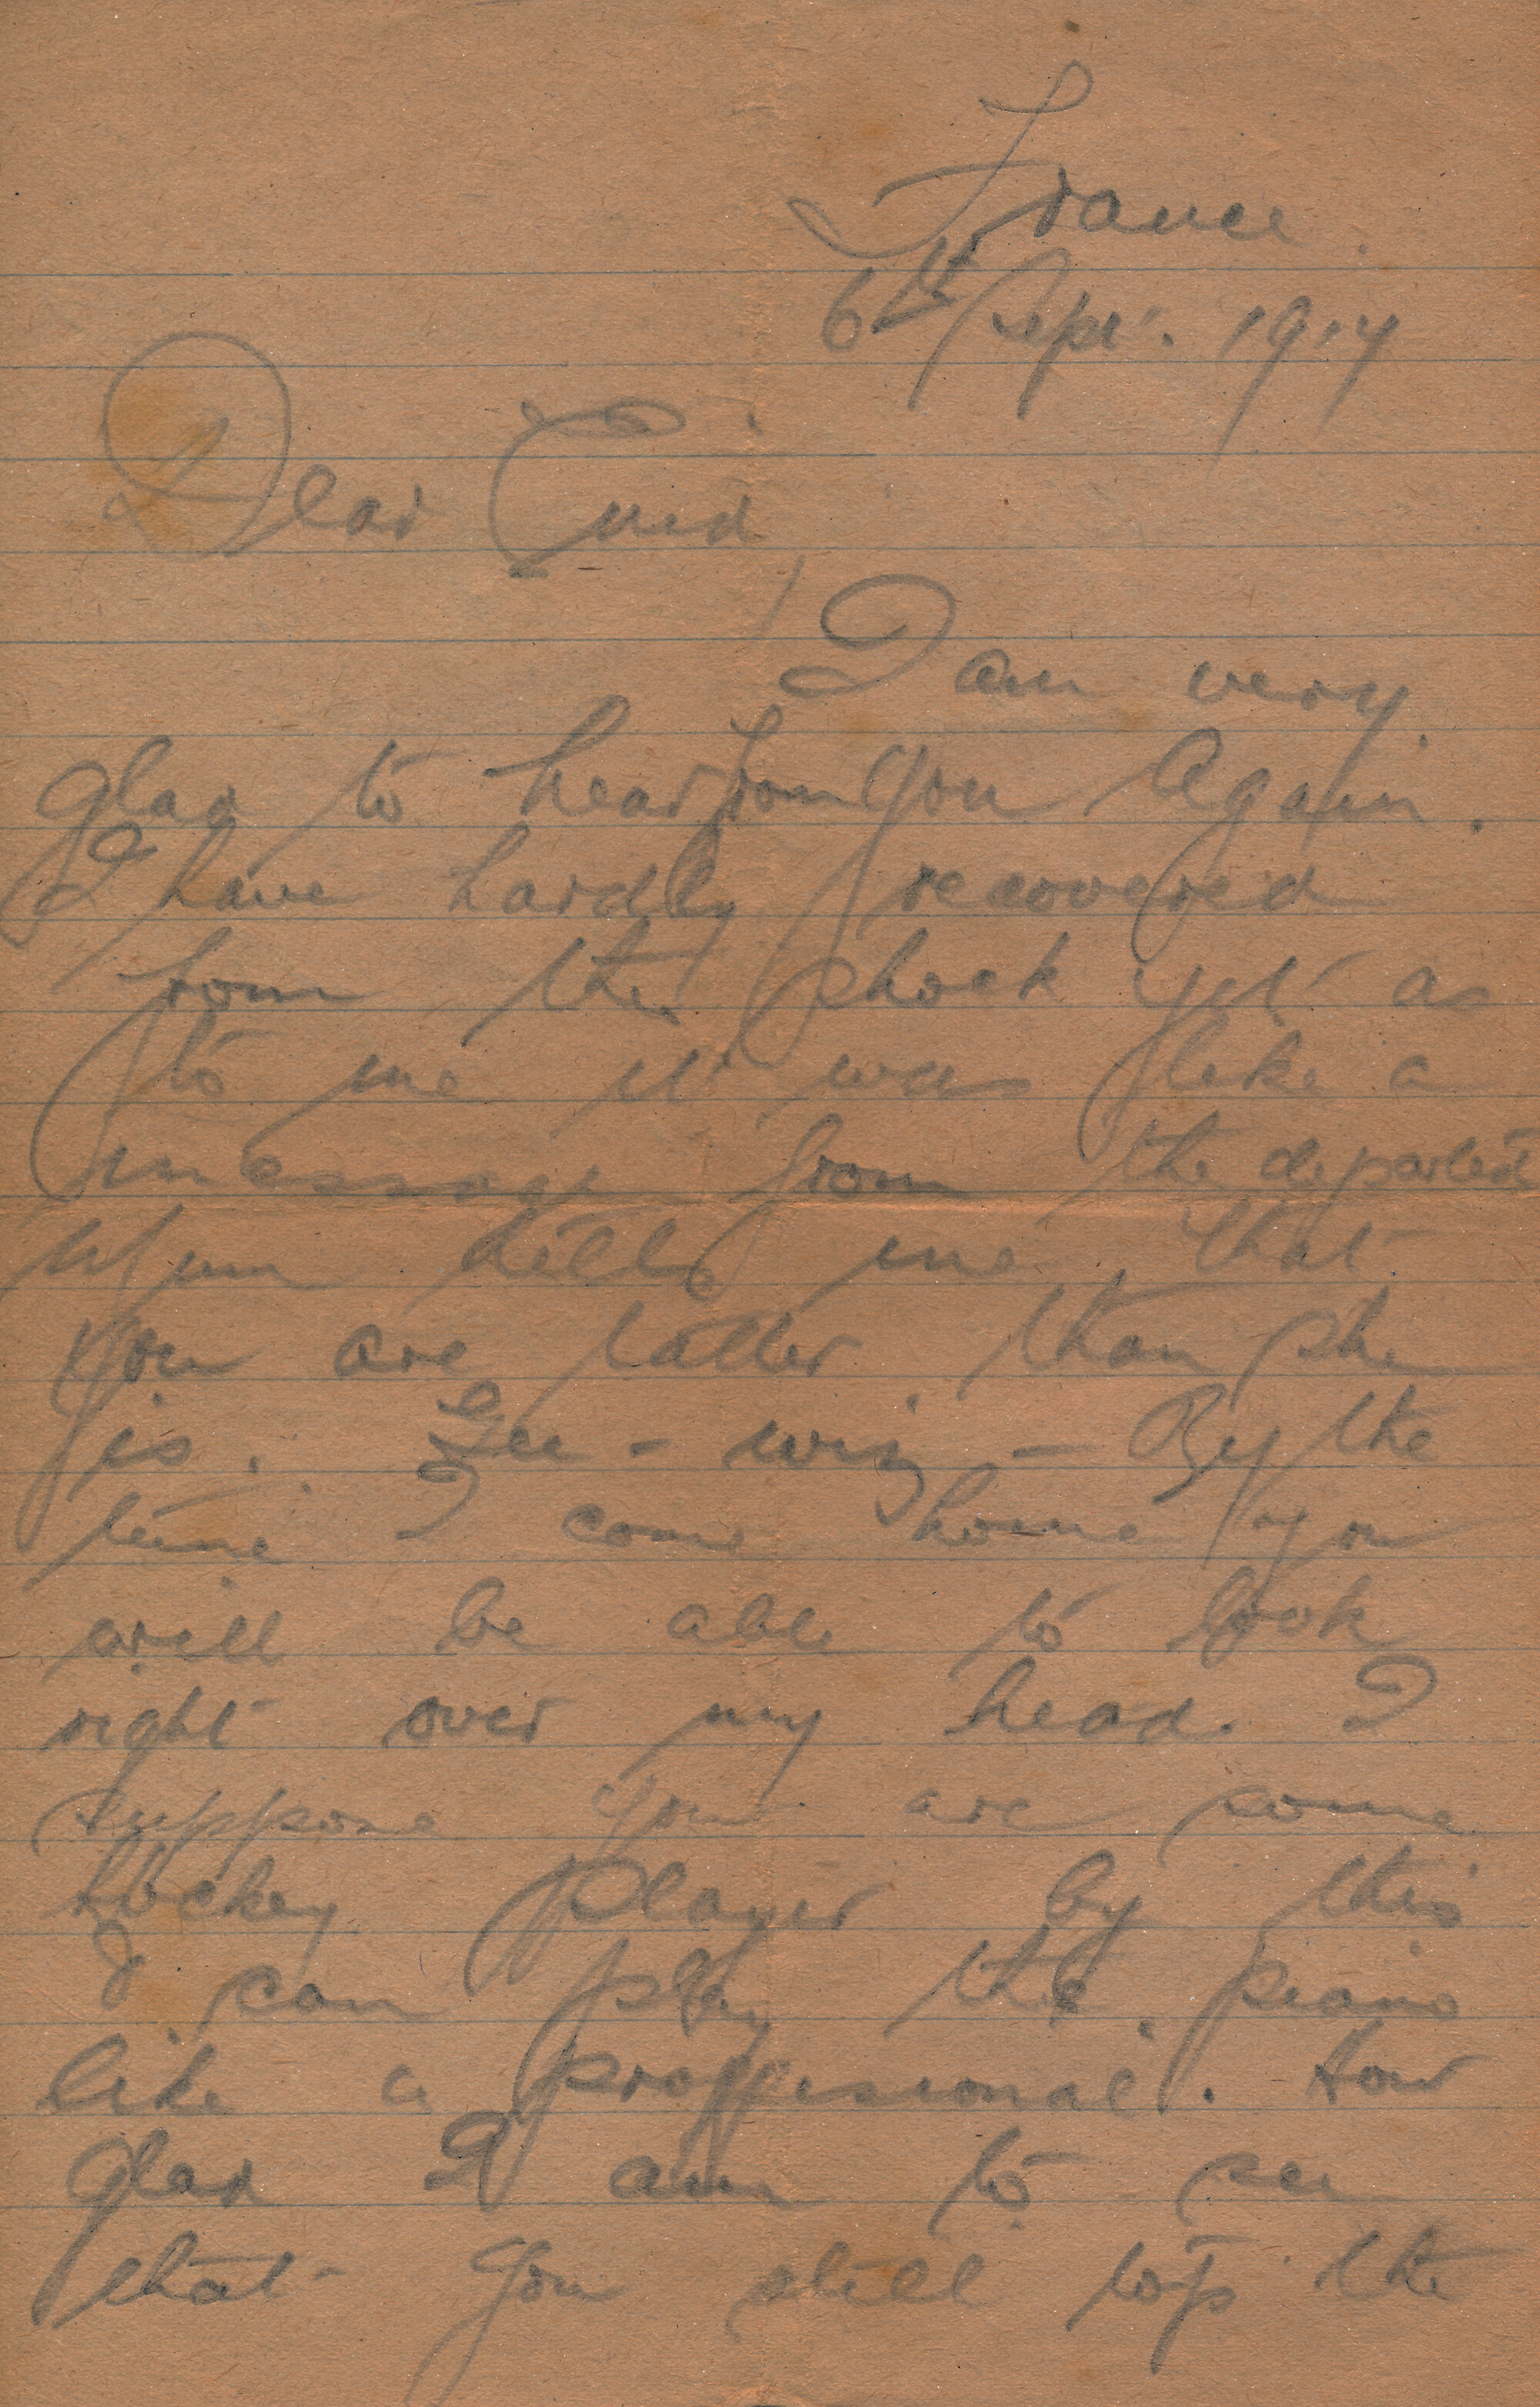 France.
6th Sept. 1917
Dear Enid,
I am very
glad to hear from you again.
I have hardly recovered
from the shock yet as
to me it was like a
message from the departed
Wynn tells me that
you are taller than she
is. Gee-wiz - By the
time I come home you
will be able to look
right over my head. I
suppose you are some
hockey player by this
I can play the piano
like a proffesional. How
glad I am to see
that you still top the